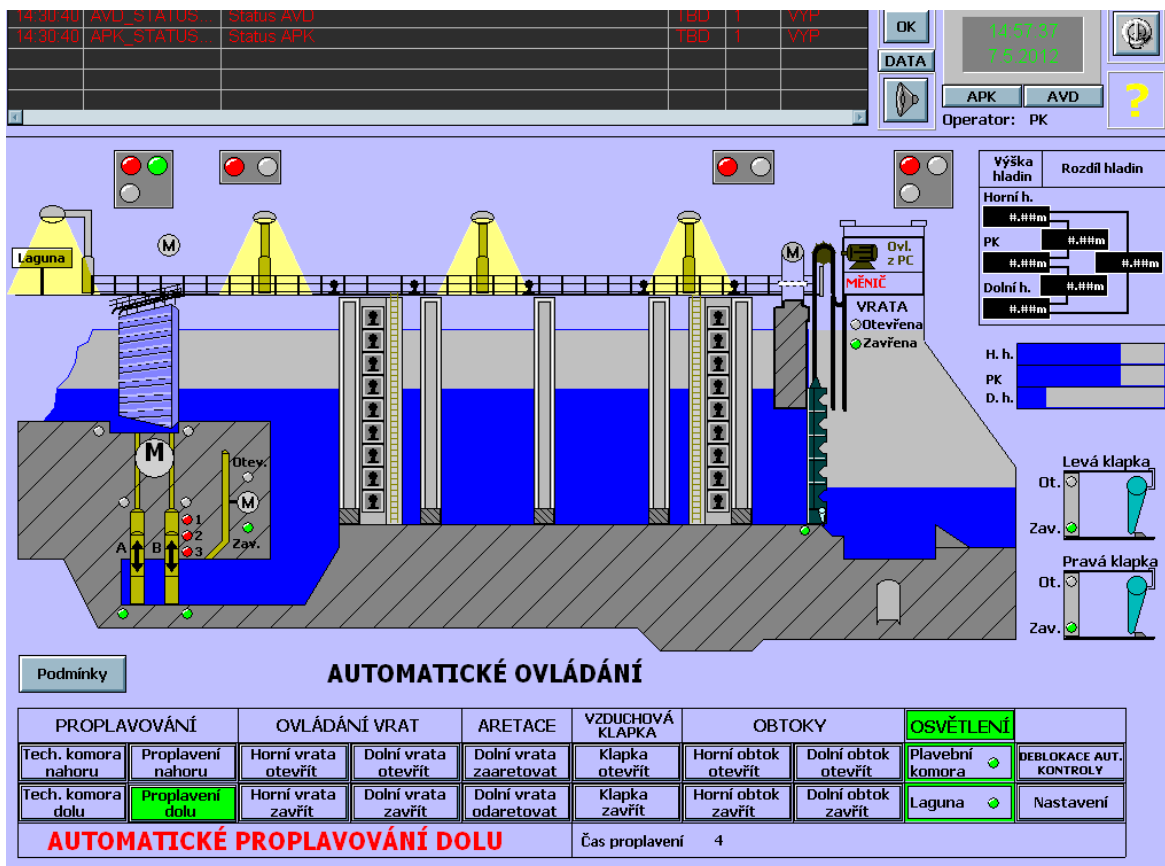 14:30:40 AVD_STATUS... Status AVD TBD 1 VYP
14:30:40 APK_STATUS... Status APK TBD 1 VYP
OK
DATA
14:57:37
7.5.2012
APK AVD
Operator: PK
?
Výška hladin
Rozdíl hladin
Horní h.
#.##m
#.##m
PK
#.##m
#.##m
Dolní h.
#.##m
#.##m
H. h.
PK
D. h.
Laguna
M
M
Ovl.
z PC
MĚNIČ
VRATA
Otevřena
Zavřena
M
Otev.
M
Zav.
A B
1
2
3
Levá klapka
Ot.
Zav.
Pravá klapka
Ot.
Zav.
Podmínky
AUTOMATICKÉ OVLÁDÁNÍ
PROPLAVOVÁNÍ
OVLÁDÁNÍ VRAT
ARETACE
VZDUCHOVÁ KLAPKA
OBTOKY
OSVĚTLENÍ
Tech. komora nahoru
Proplavení nahoru
Horní vrata otevřít
Dolní vrata otevřít
Dolní vrata zaaretovat
Klapka otevřít
Horní obtok otevřít
Dolní obtok otevřít
Plavební komora
DEBLOKACE AUT. KONTROLY
Tech. komora dolu
Proplavení dolu
Horní vrata zavřít
Dolní vrata zavřít
Dolní vrata odaretovat
Klapka zavřít
Horní obtok zavřít
Dolní obtok zavřít
Laguna
Nastavení
AUTOMATICKÉ PROPLAVOVÁNÍ DOLU
Čas proplavení 4